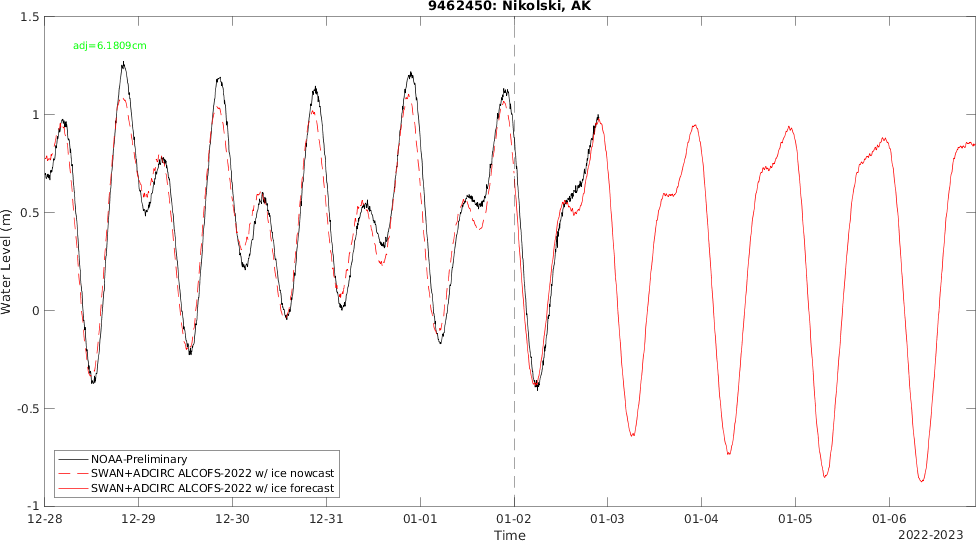 9462450: Nikolski, AK
adj=6.1809cm
1.5
1
0.5
0
-0.5
-1
Water Level (m)
NOAA-Preliminary
SWAN+ADCIRC ALCOFS-2022 w/ ice nowcast
SWAN+ADCIRC ALCOFS-2022 w/ ice forecast
12-28 12-29 12-30 12-31 01-01 01-02 01-03 01-04 01-05 01-06
Time
2022-2023